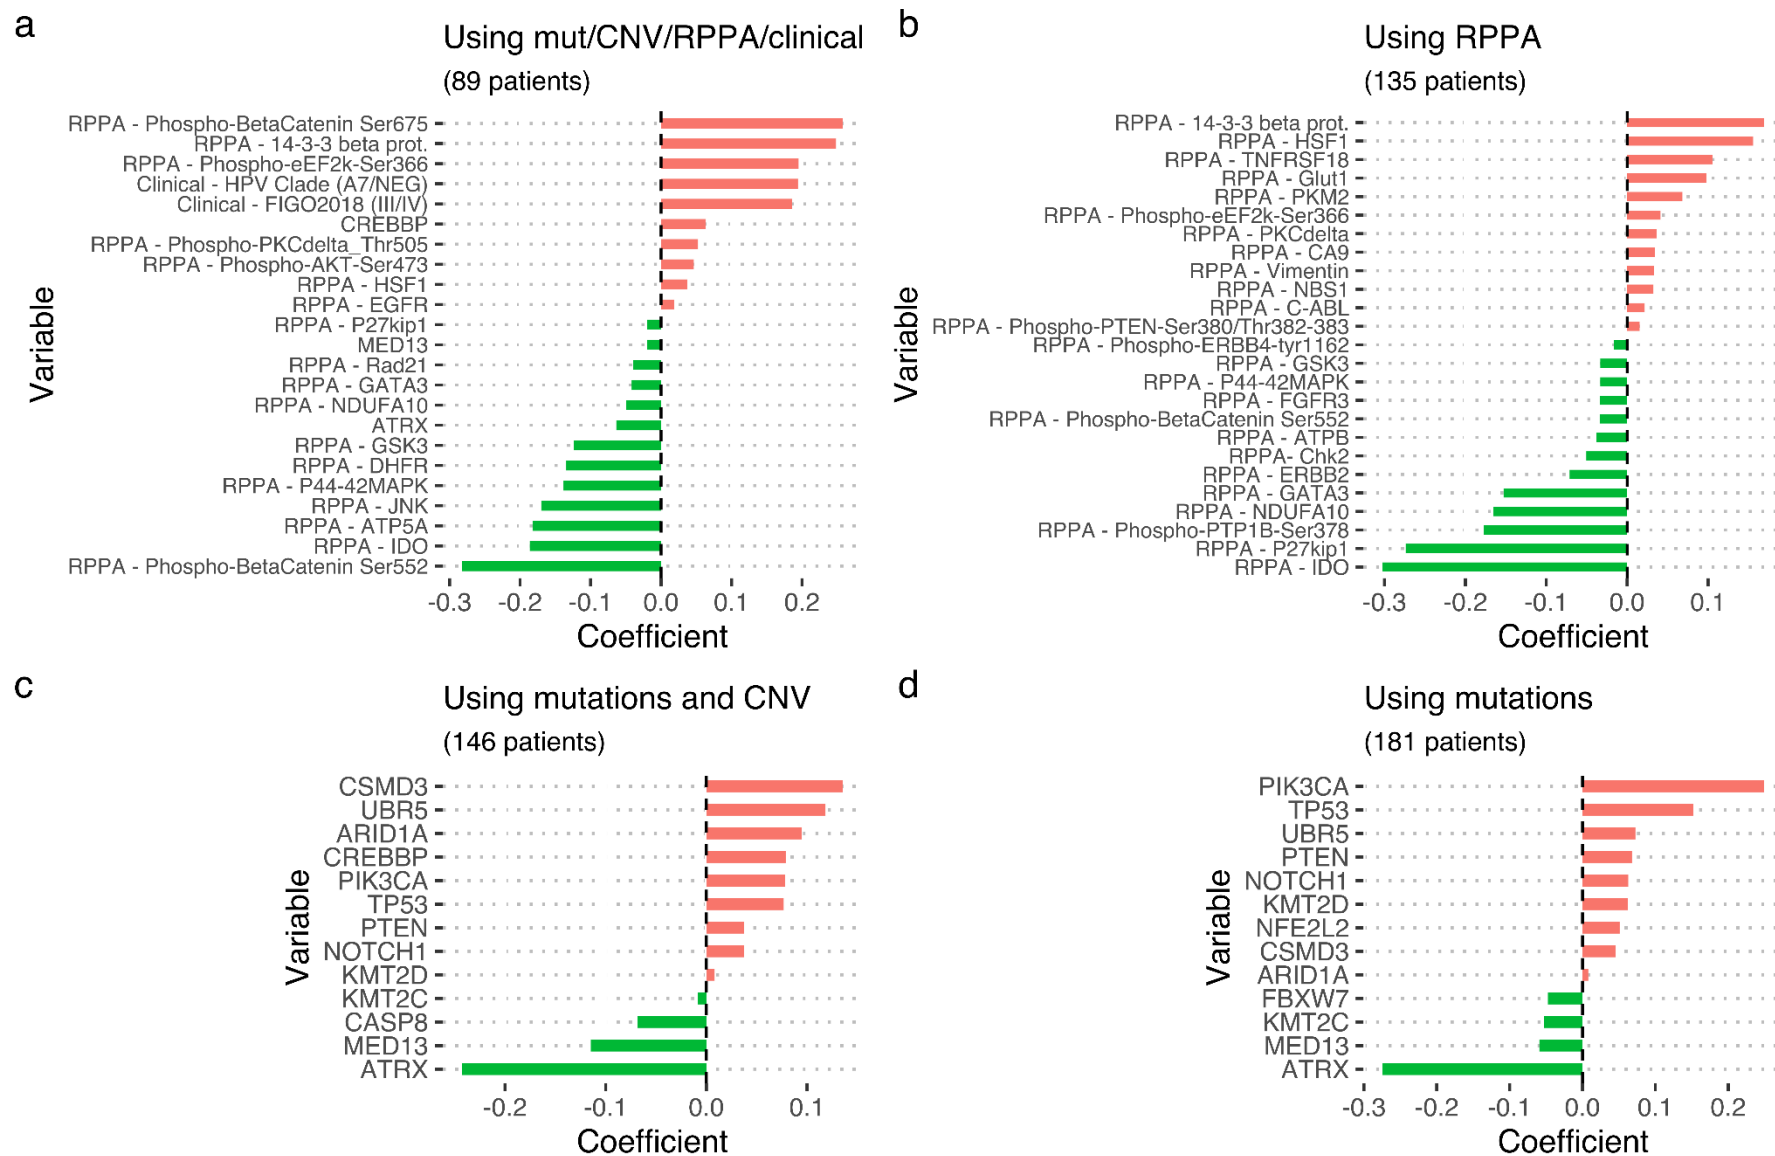 a
Using mut/CNV/RPPA/clinical
(89 patients)
Variable
RPPA - Phospho-BetaCatenin Ser675
RPPA - 14-3-3 beta prot.
RPPA - Phospho-eEF2k-Ser366
Clinical - HPV Clade (A7/NEG)
Clinical - FIGO2018 (III/IV)
CREBBP
RPPA - Phospho-PKCdelta_Thr505
RPPA - Phospho-AKT-Ser473
RPPA - HSF1
RPPA - EGFR
RPPA - P27kip1
MED13
RPPA - Rad21
RPPA - GATA3
RPPA - NDUFA10
ATRX
RPPA - GSK3
RPPA - DHFR
RPPA - P44-42MAPK
RPPA - JNK
RPPA - ATP5A
RPPA - IDO
RPPA - Phospho-BetaCatenin Ser552
-0.3 -0.2 -0.1 0.0 0.1 0.2
Coefficient
b
Using RPPA
(135 patients)
Variable
RPPA - 14-3-3 beta prot.
RPPA - HSF1
RPPA - TNFRSF18
RPPA - Glut1
RPPA - PKM2
RPPA - Phospho-eEF2k-Ser366
RPPA - PKCdelta
RPPA - CA9
RPPA - Vimentin
RPPA - NBS1
RPPA - C-ABL
RPPA - Phospho-PTEN-Ser380/Thr382-383
RPPA - Phospho-ERBB4-tyr1162
RPPA - GSK3
RPPA - P44-42MAPK
RPPA - FGFR3
RPPA - Phospho-BetaCatenin Ser552
RPPA - ATPB
RPPA- Chk2
RPPA - ERBB2
RPPA - GATA3
RPPA - NDUFA10
RPPA - Phospho-PTP1B-Ser378
RPPA - P27kip1
RPPA - IDO
-0.3 -0.2 -0.1 0.0 0.1
Coefficient
c
Using mutations and CNV
(146 patients)
Variable
CSMD3
UBR5
ARID1A
CREBBP
PIK3CA
TP53
PTEN
NOTCH1
KMT2D
KMT2C
CASP8
MED13
ATRX
-0.2 -0.1 0.0 0.1
Coefficient
d
Using mutations
(181 patients)
Variable
PIK3CA
TP53
UBR5
PTEN
NOTCH1
KMT2D
NFE2L2
CSMD3
ARID1A
FBXW7
KMT2C
MED13
ATRX
-0.3 -0.2 -0.1 0.0 0.1 0.2
Coefficient